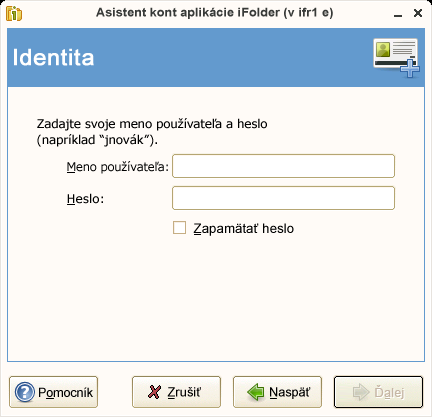 Asistent kont aplikácie iFolder (v ifr1 e)
Identita
Zadajte svoje meno používateľa a heslo
(napríklad “jnovák”).
Meno používateľa:
Heslo:
Zapamätať heslo
Pomocník Zrušiť Naspäť Ďalej